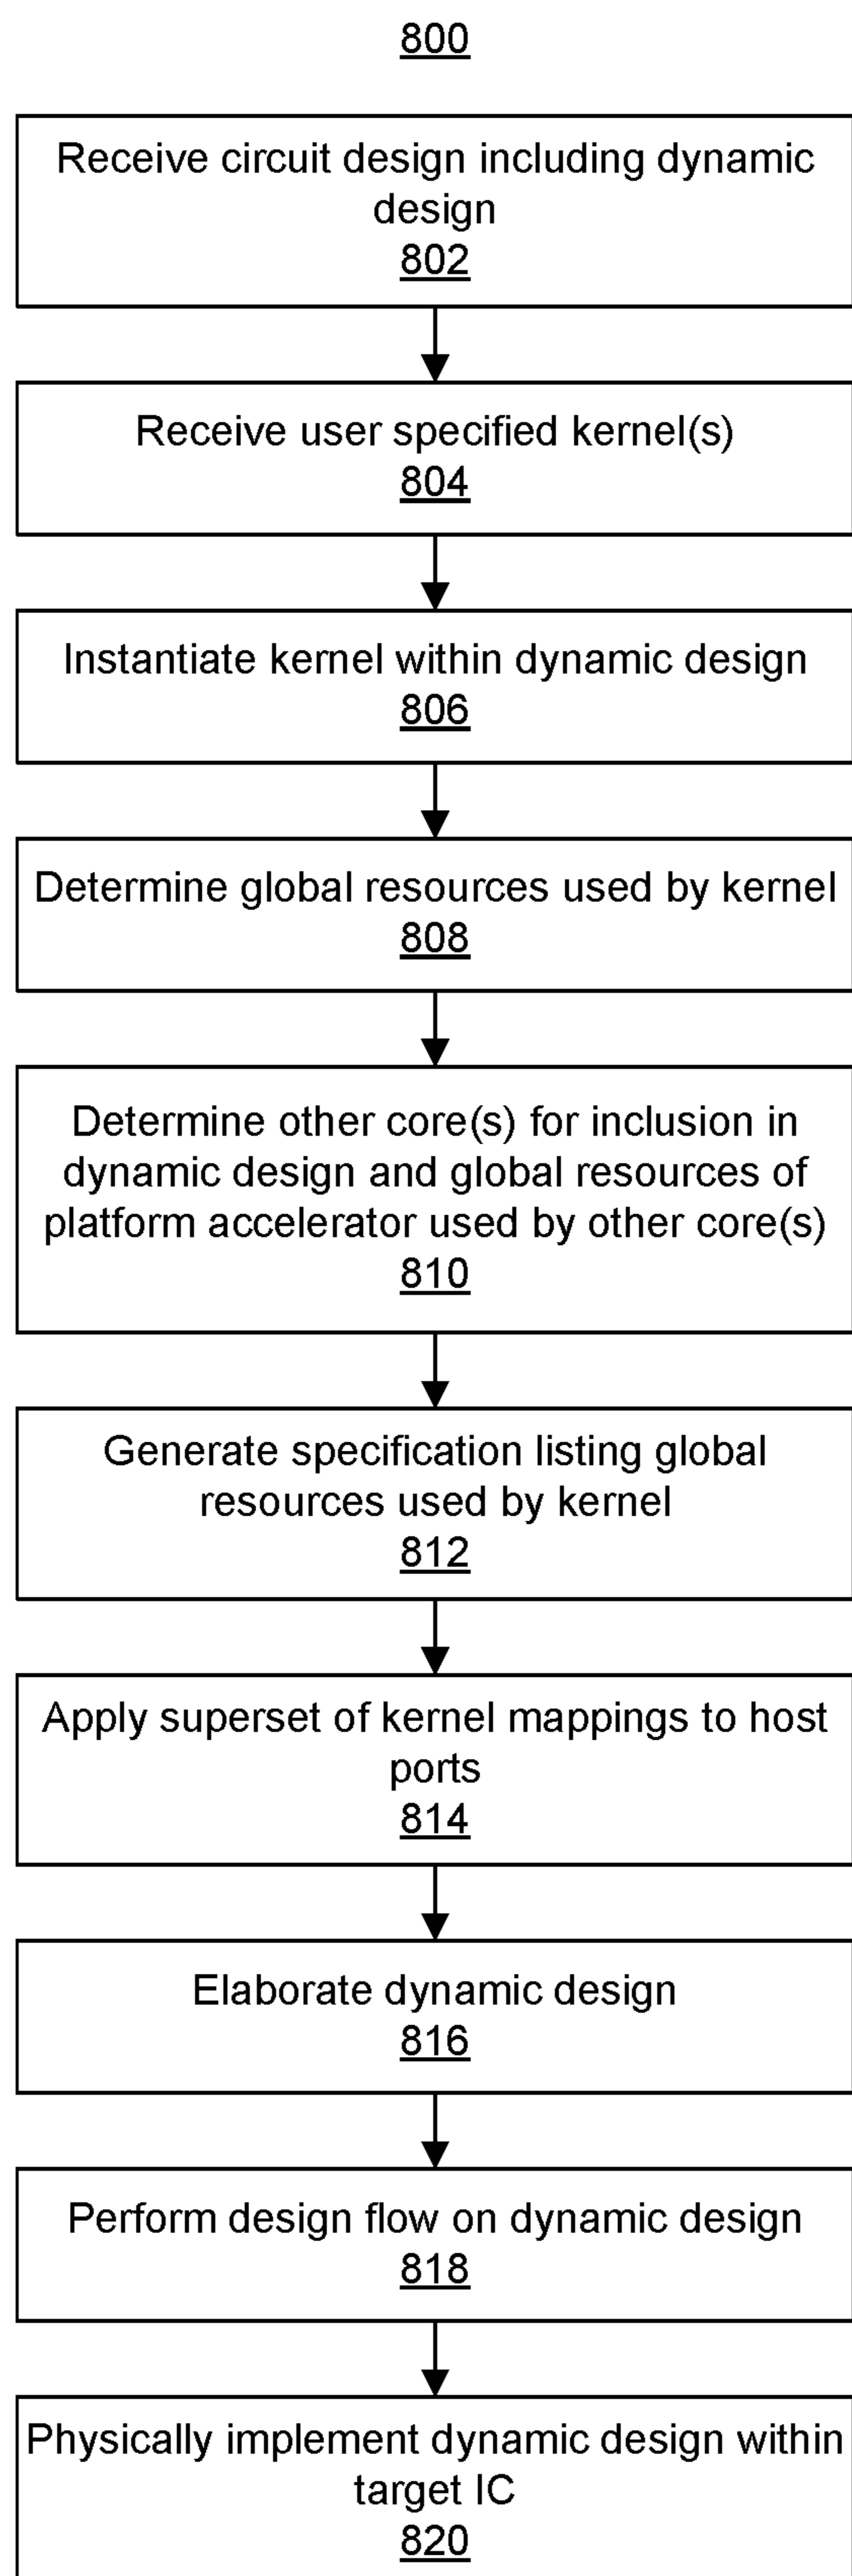 800
Receive circuit design including dynamic
design
802
Receive user specified kernel(s)
804
Instantiate kernel within dynamic design
806
Determine global resources used by kernel
808
Determine other core(s) for inclusion in
dynamic design and global resources of
platform accelerator used by other core(s)
810
Generate specification listing global
resources used by kernel
812
Apply superset of kernel mappings to host
ports
814
Elaborate dynamic design
816
Perform design flow on dynamic design
818
Physically implement dynamic design within
target IC
820